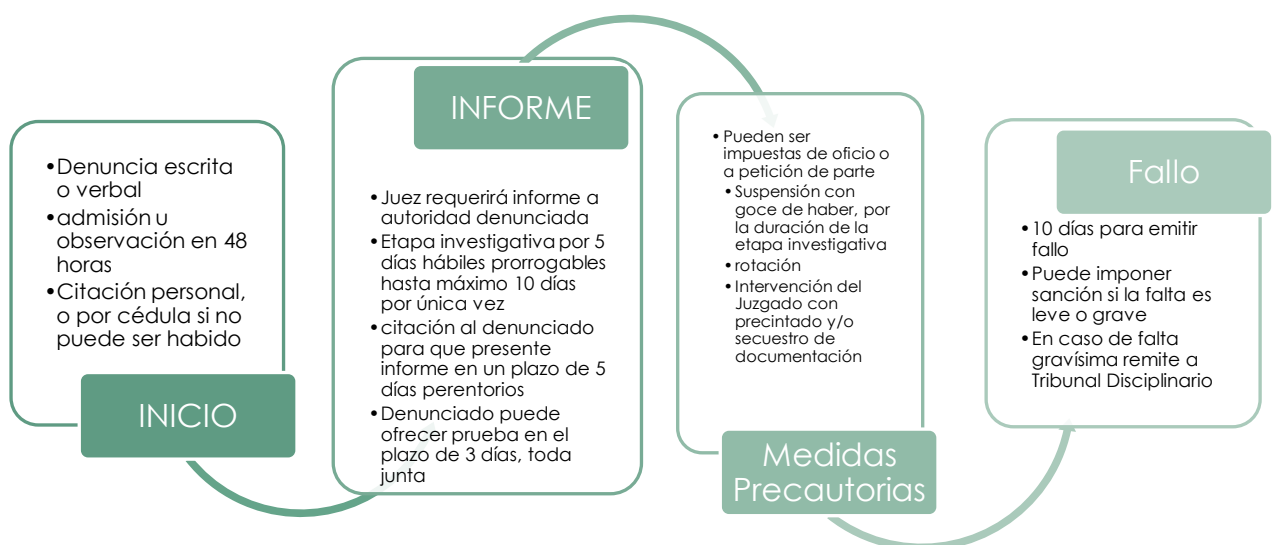 •Denuncia escrita
o verbal
•admisión u
observación en 48
horas
•Citación personal,
o por cédula si no
puede ser habido
INICIO
INFORME
•Juez requerirá informe a
autoridad denunciada
•Etapa investigativa por 5
días hábiles prorrogables
hasta máximo 10 días
por única vez
•citación al denunciado
para que presente
informe en un plazo de 5
días perentorios
•Denunciado puede
ofrecer prueba en el
plazo de 3 días, toda
junta
•Pueden ser
impuestas de oficio o
a petición de parte
•Suspensión con
goce de haber, por
la duración de la
etapa investigativa
•rotación
•Intervención del
Juzgado con
precintado y/o
secuestro de
documentación
Medidas
Precautorias
Fallo
•10 días para emitir
fallo
•Puede imponer
sanción si la falta es
leve o grave
•En caso de falta
gravísima remite a
Tribunal Disciplinario